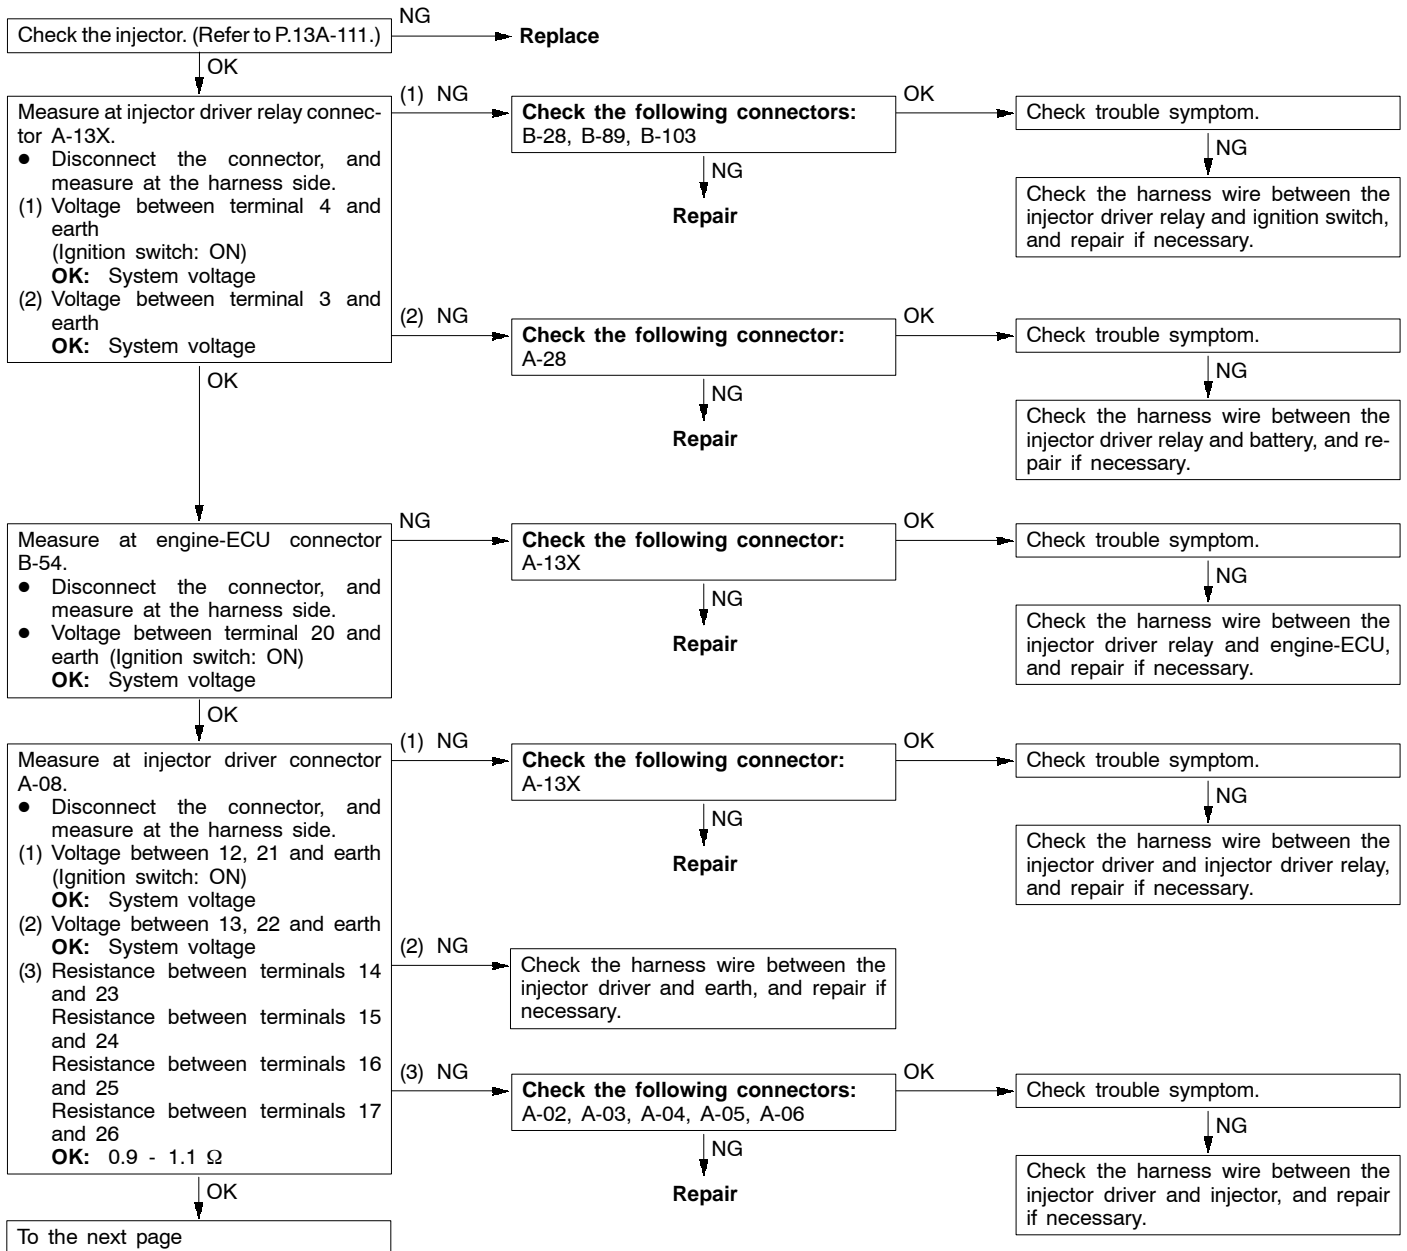 Check the injector. (Refer to P.13A-111.)
NG
Replace
OK
Measure at injector driver relay connec-
tor A-13X.
● Disconnect the connector, and
measure at the harness side.
(1) Voltage between terminal 4 and
earth
(Ignition switch: ON)
OK: System voltage
(2) Voltage between terminal 3 and
earth
OK: System voltage
(1) NG
Check the following connectors:
B-28, B-89, B-103
NG
Repair
OK
Check trouble symptom.
NG
Check the harness wire between the
injector driver relay and ignition switch,
and repair if necessary.
(2) NG
Check the following connector:
A-28
NG
Repair
OK
Check trouble symptom.
NG
Check the harness wire between the
injector driver relay and battery, and re-
pair if necessary.
OK
Measure at engine-ECU connector
B-54.
● Disconnect the connector, and
measure at the harness side.
● Voltage between terminal 20 and
earth (Ignition switch: ON)
OK: System voltage
NG
Check the following connector:
A-13X
NG
Repair
OK
Check trouble symptom.
NG
Check the harness wire between the
injector driver relay and engine-ECU,
and repair if necessary.
OK
Measure at injector driver connector
A-08.
● Disconnect the connector, and
measure at the harness side.
(1) Voltage between 12, 21 and earth
(Ignition switch: ON)
OK: System voltage
(2) Voltage between 13, 22 and earth
OK: System voltage
(3) Resistance between terminals 14
and 23
Resistance between terminals 15
and 24
Resistance between terminals 16
and 25
Resistance between terminals 17
and 26
OK: 0.9 - 1.1 Ω
(1) NG
Check the following connector:
A-13X
NG
Repair
OK
Check trouble symptom.
NG
Check the harness wire between the
injector driver and injector driver relay,
and repair if necessary.
(2) NG
Check the harness wire between the
injector driver and earth, and repair if
necessary.
(3) NG
Check the following connectors:
A-02, A-03, A-04, A-05, A-06
NG
Repair
OK
Check trouble symptom.
NG
Check the harness wire between the
injector driver and injector, and repair
if necessary.
OK
To the next page